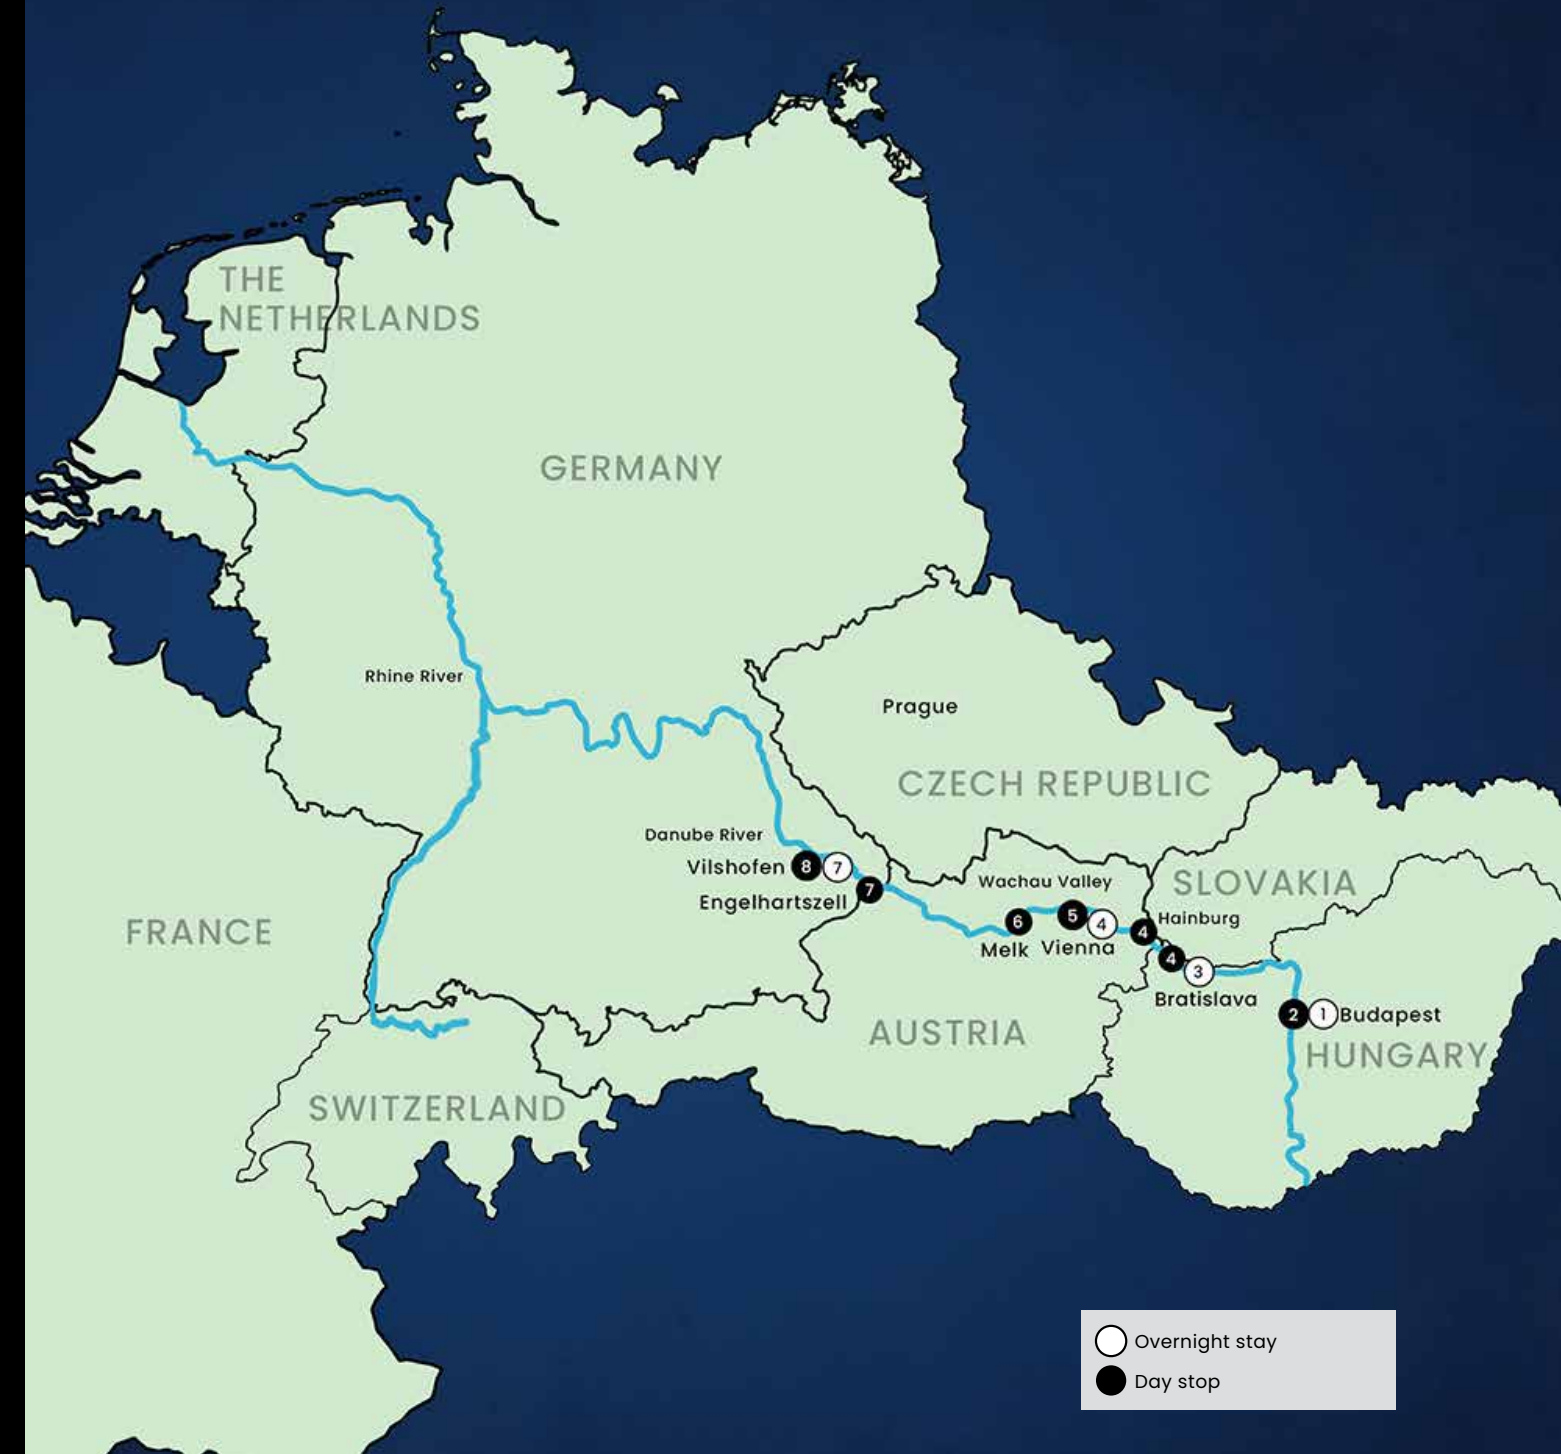 THE
NETHERLANDS
GERMANY
Rhine River
Prague
CZECH REPUBLIC
Danube River
Vilshofen 8 7
Engelhartszell 7
Wachau Valley
SLOVAKIA
FRANCE
6 5 4 4 Hainburg
Melk Vienna
4 3
Bratislava
2 1 Budapest
AUSTRIA
HUNGARY
SWITZERLAND
Overnight stay
Day stop